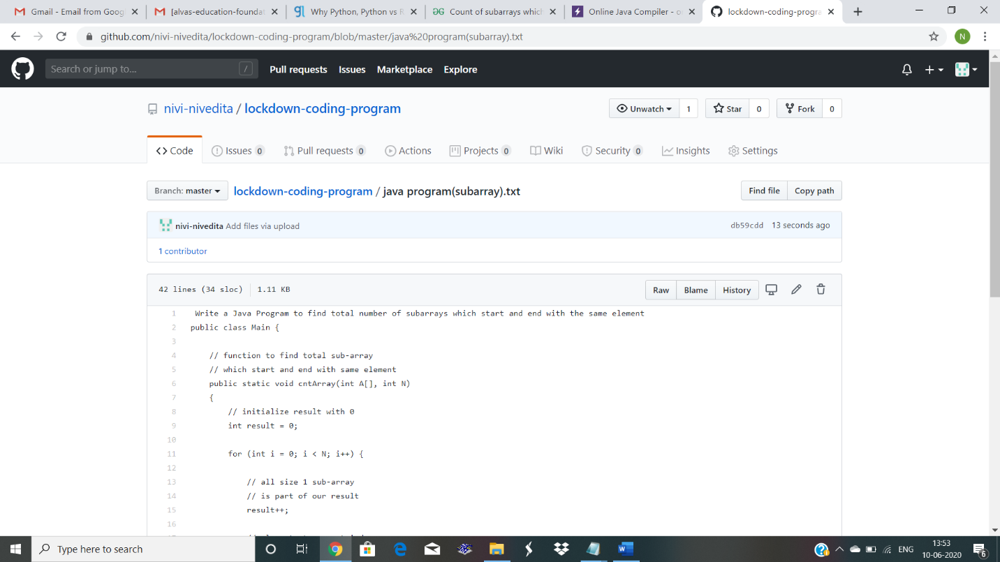 Gmail - Email from Goog
[alvas-education-foundat
Why Python, Python vs R
Count of subarrays which
Online Java Compiler - o
lockdown-coding-progra
github.com/nivi-nivedita/lockdown-coding-program/blob/master/java%20program(subarray).txt
N
Search or jump to...
/
Pull requests Issues Marketplace Explore
nivi-nivedita / lockdown-coding-program
Unwatch 1 Star 0 Fork 0
Code Issues 0 Pull requests 0 Actions Projects 0 Wiki Security 0 Insights Settings
Branch: master lockdown-coding-program / java program(subarray).txt Find file Copy path
nivi-nivedita Add files via upload db59cdd 13 seconds ago
1 contributor
42 lines (34 sloc) 1.11 KB Raw Blame History
1 Write a Java Program to find total number of subarrays which start and end with the same element
2 public class Main {
3
4 // function to find total sub-array
5 // which start and end with same element
6 public static void cntArray(int A[], int N)
7 {
8 // initialize result with 0
9 int result = 0;
10
11 for (int i = 0; i < N; i++) {
12
13 // all size 1 sub-array
14 // is part of our result
15 result++;
16
Type here to search
ENG
13:53
10-06-2020
6